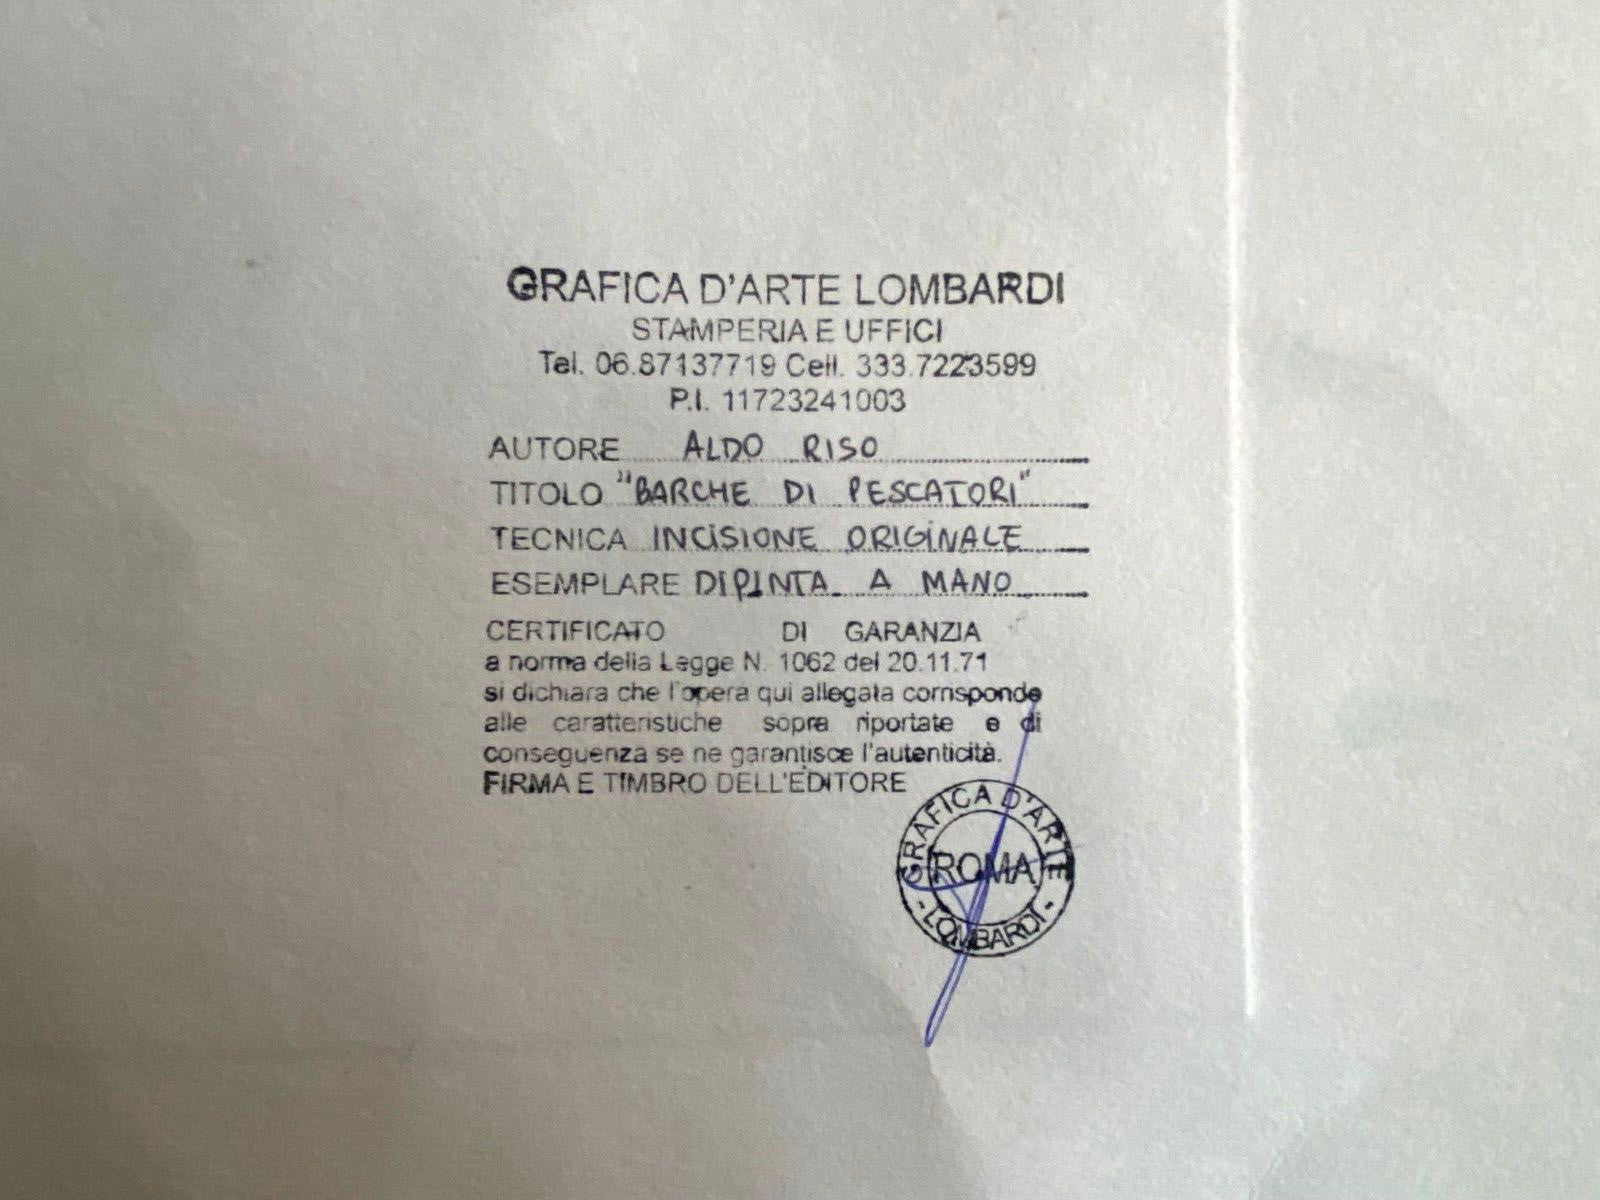 GRAFICA D'ARTE LOMBARDI
STAMPERIA E UFFICI
Tel. 06.87137719 Cell. 333.7223599
P.I. 11723241003
AUTORE ALDO RISO
TITOLO "BARCHE DI PESCATORI"
TECNICA INCISIONE ORIGINALE
ESEMPLARE DIPINTA A MANO
CERTIFICATO DI GARANZIA
a norma della Legge N. 1062 del 20.11.71
si dichiara che l'opera qui allegata corrisponde
alle caratteristiche sopra riportate e di
conseguenza se ne garantisce l'autenticità.
FIRMA E TIMBRO DELL'EDITORE
GRAFICA D'ARTE
ROMA
- LOMBARDI -